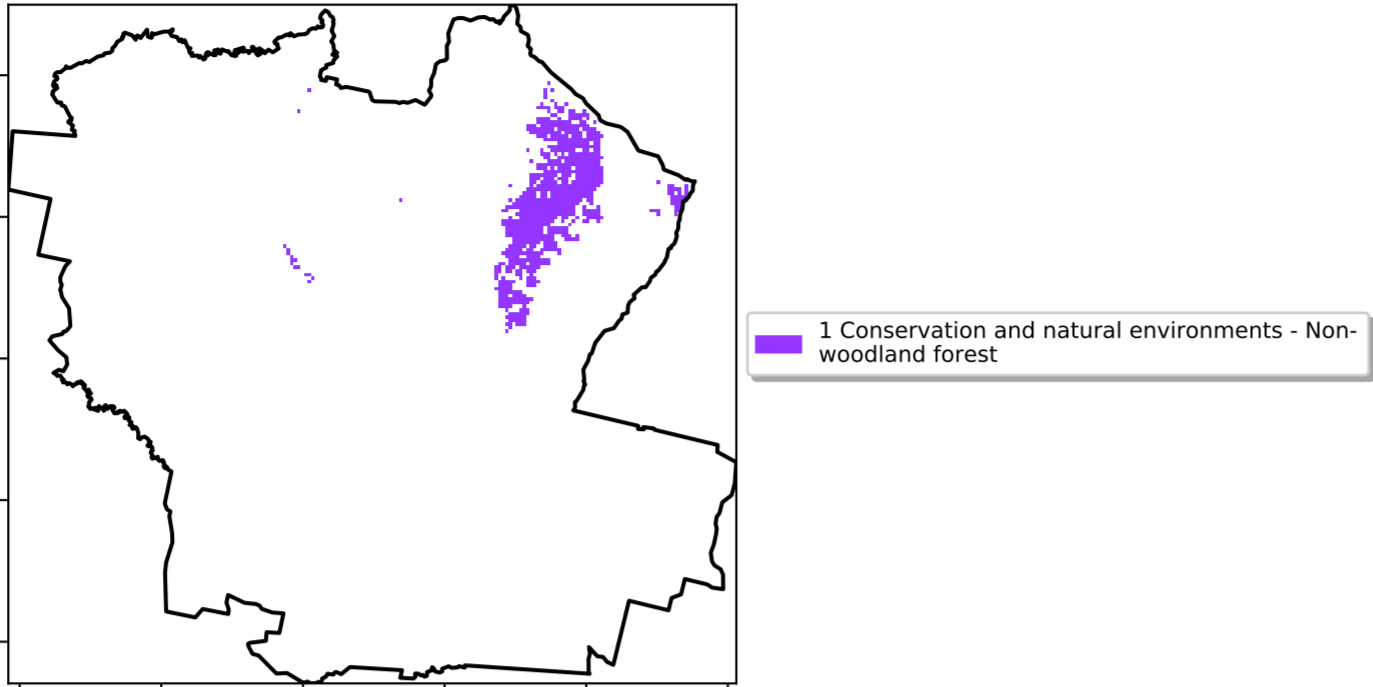 1 Conservation and natural environments - Non-
woodland forest